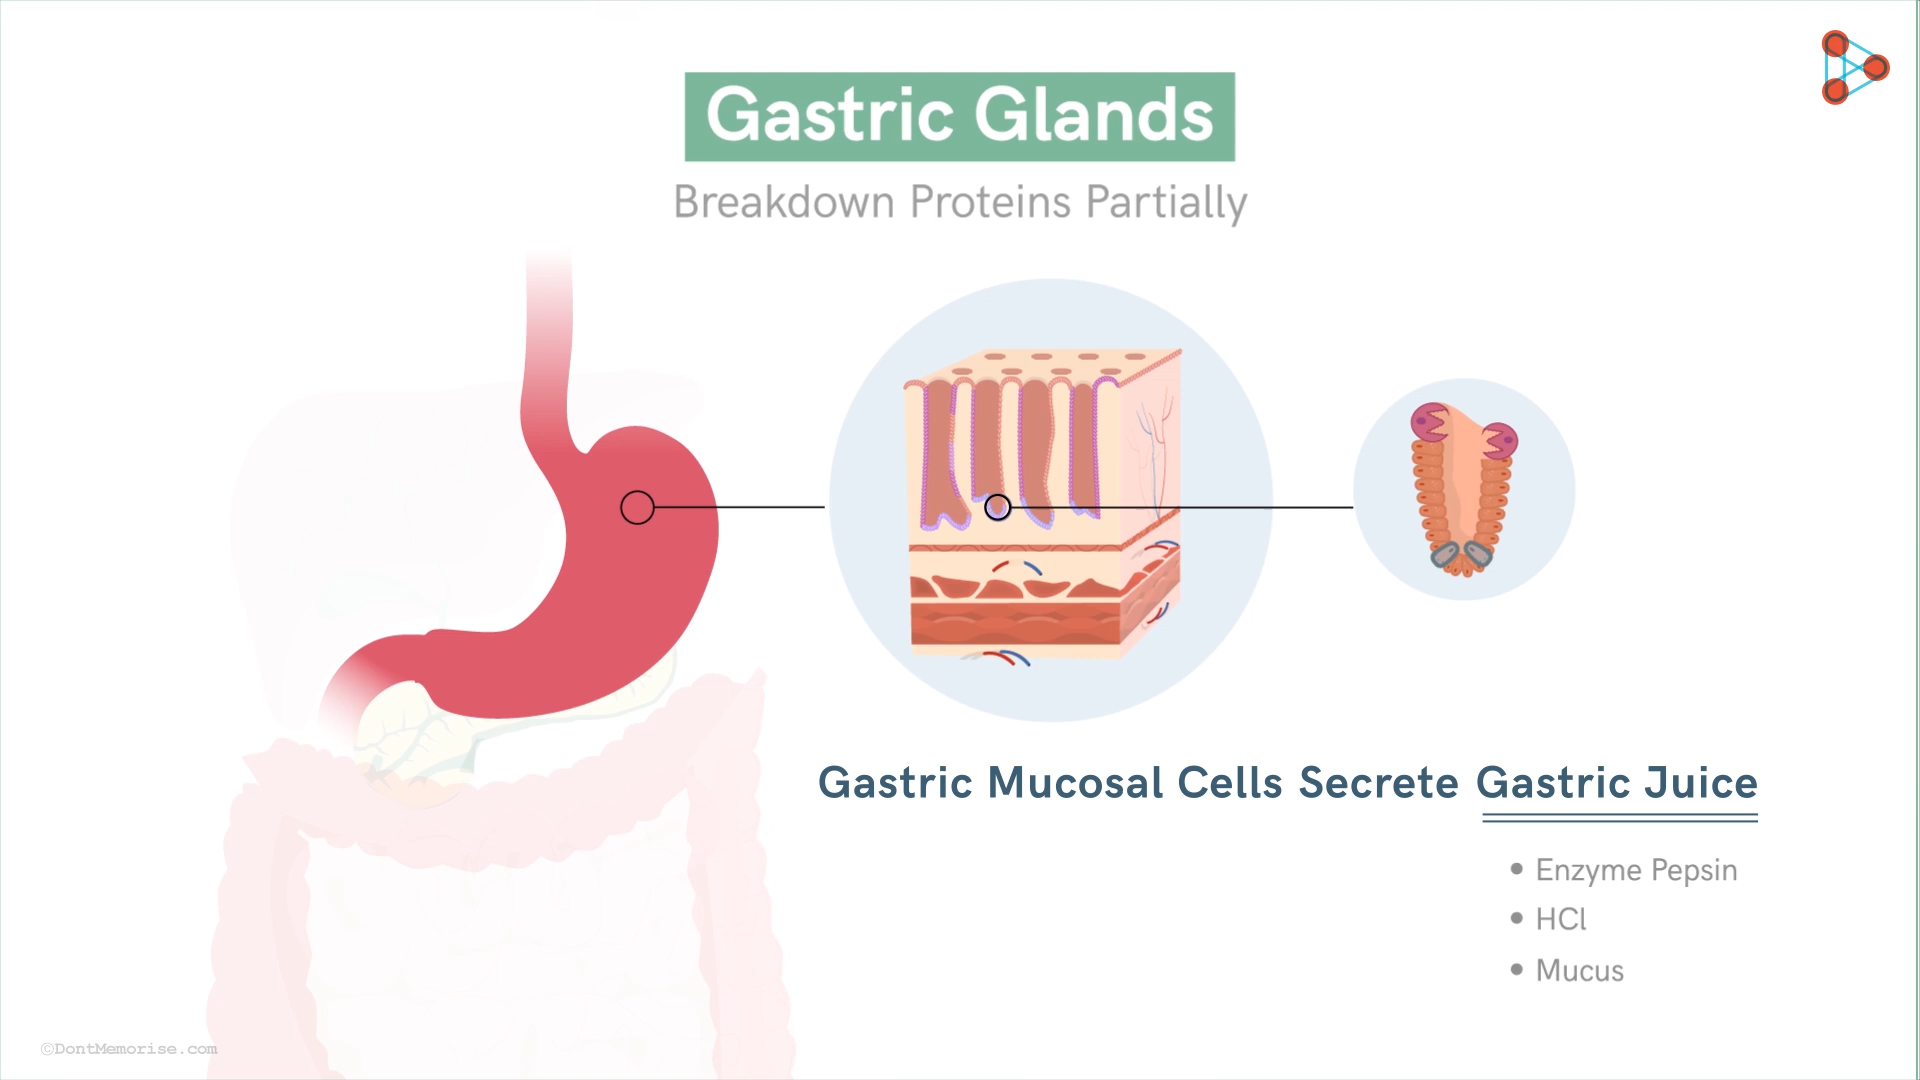 Gastric Glands
Breakdown Proteins Partially
Gastric Mucosal Cells Secrete Gastric Juice
• Enzyme Pepsin
• HCl
• Mucus
©DontMemorise.com